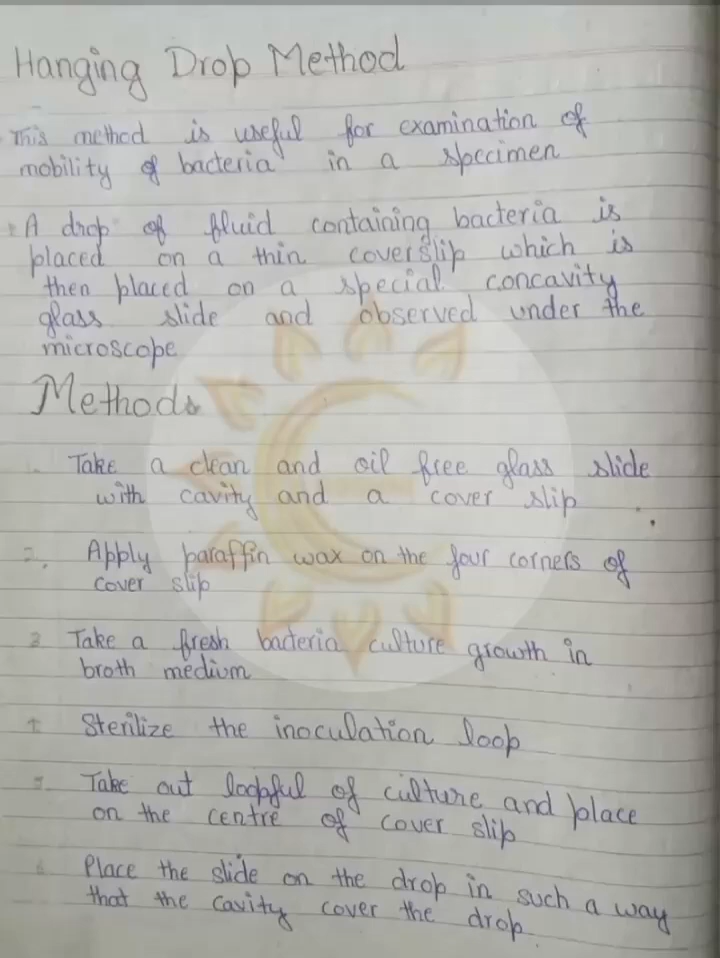 Hanging Drop Method
This method is useful for examination of
mobility of bacteria in a specimen
A drop of fluid containing bacteria is
placed on a thin coverslip which is
then placed on a special concavity
glass slide and observed under the
microscope
Methods
1. Take a clean and oil free glass slide
with cavity and a cover slip
2. Apply paraffin wax on the four corners of
cover slip
3 Take a fresh bacteria culture growth in
broth medium
4 Sterilize the inoculation loop
5 Take out loopful of culture and place
on the centre of cover slip
6 Place the slide on the drop in such a way
that the cavity cover the drop